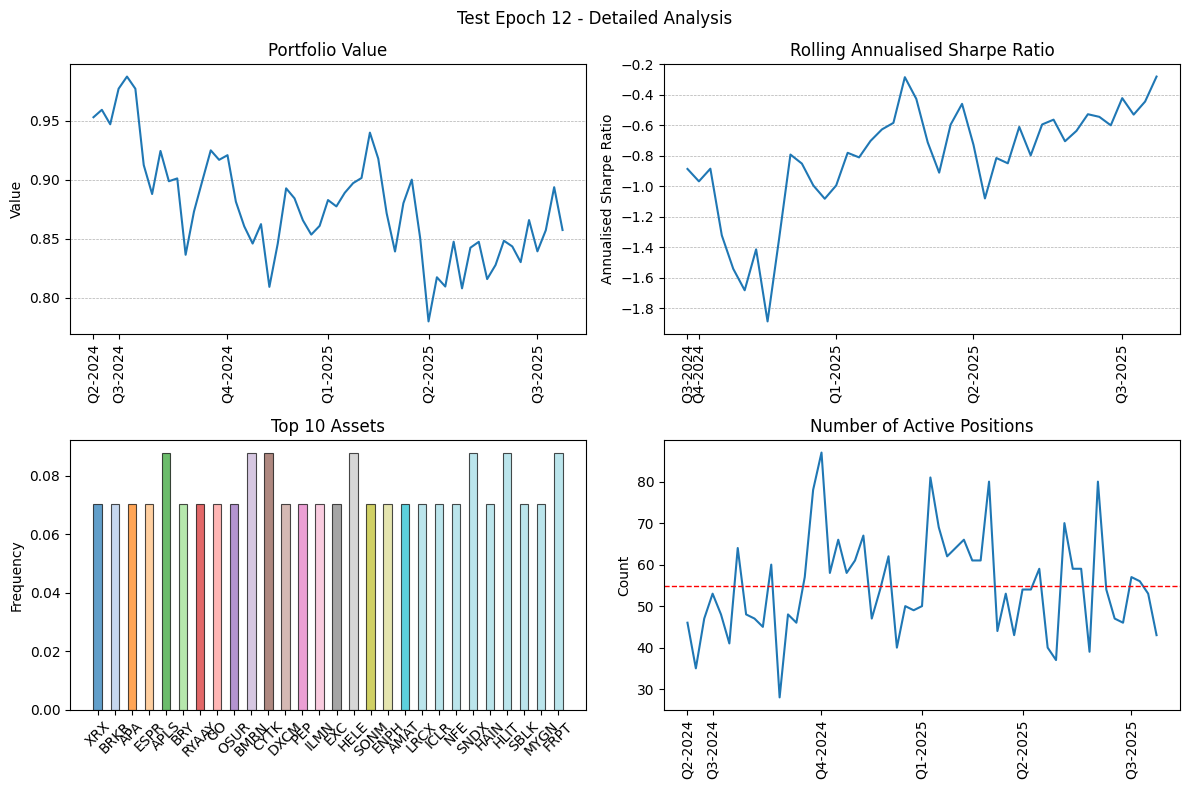 Test Epoch 12 - Detailed Analysis
Portfolio Value
Value
0.95
0.90
0.85
0.80
Q2-2024
Q3-2024
Q4-2024
Q1-2025
Q2-2025
Q3-2025
Rolling Annualised Sharpe Ratio
Annualised Sharpe Ratio
−0.2
−0.4
−0.6
−0.8
−1.0
−1.2
−1.4
−1.6
−1.8
Q3-2024
Q4-2024
Q1-2025
Q2-2025
Q3-2025
Top 10 Assets
Frequency
0.08
0.06
0.04
0.02
0.00
XRX
BRKB
APA
ESPR
APLS
BRY
RYAAY
GO
OSUR
BMRN
CYTK
DXCM
PEP
ILMN
EXC
HELE
SONM
ENPH
AMAT
LRCX
ICLR
NFE
SNDX
HAIN
HLIT
SBLK
MYGN
FRPT
Number of Active Positions
Count
80
70
60
50
40
30
Q2-2024
Q3-2024
Q4-2024
Q1-2025
Q2-2025
Q3-2025